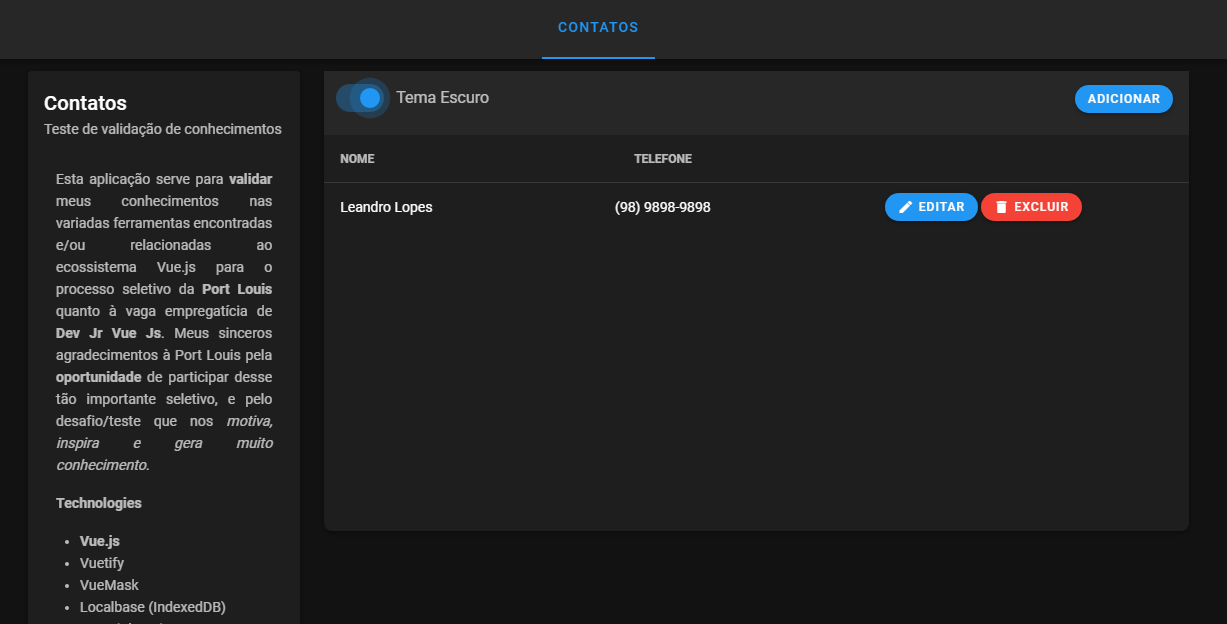 CONTATOS
Contatos
Teste de validação de conhecimentos
Esta aplicação serve para validar
meus conhecimentos nas
variadas ferramentas encontradas
e/ou relacionadas ao
ecossistema Vue.js para o
processo seletivo da Port Louis
quanto à vaga empregatícia de
Dev Jr Vue Js. Meus sinceros
agradecimentos à Port Louis pela
oportunidade de participar desse
tão importante seletivo, e pelo
desafio/teste que nos motiva,
inspira e gera muito
conhecimento.
Technologies
Vue.js
Vuetify
VueMask
Localbase (IndexedDB)
Tema Escuro
ADICIONAR
NOME TELEFONE
Leandro Lopes (98) 9898-9898 EDITAR EXCLUIR